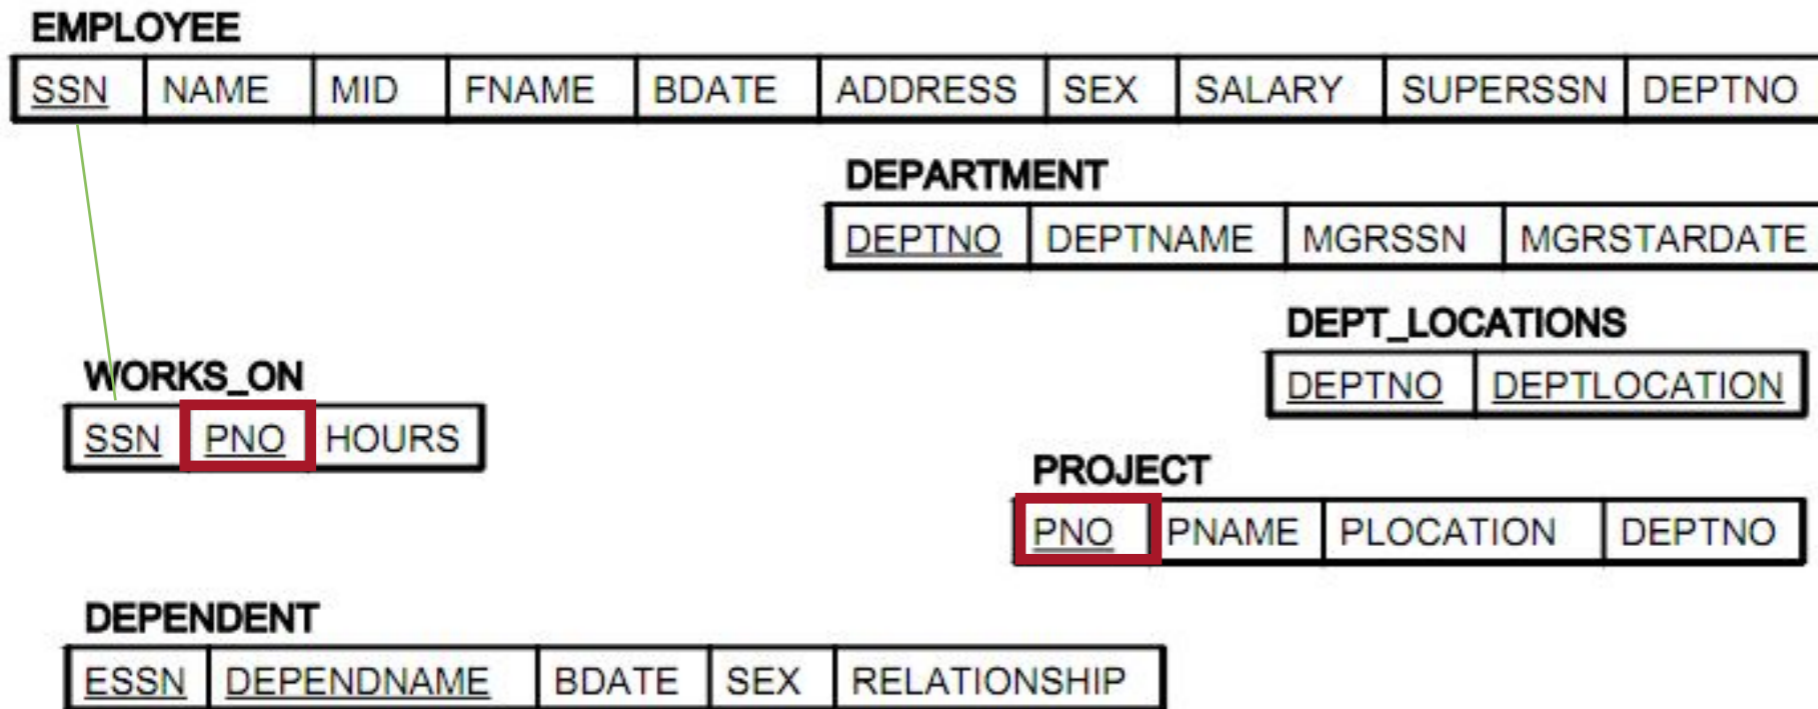 EMPLOYEE
SSN NAME MID FNAME BDATE ADDRESS SEX SALARY SUPERSSN DEPTNO
DEPARTMENT
DEPTNO DEPTNAME MGRSSN MGRSTARDATE
DEPT_LOCATIONS
DEPTNO DEPTLOCATION
WORKS_ON
SSN PNO HOURS
PROJECT
PNO PNAME PLOCATION DEPTNO
DEPENDENT
ESSN DEPENDNAME BDATE SEX RELATIONSHIP